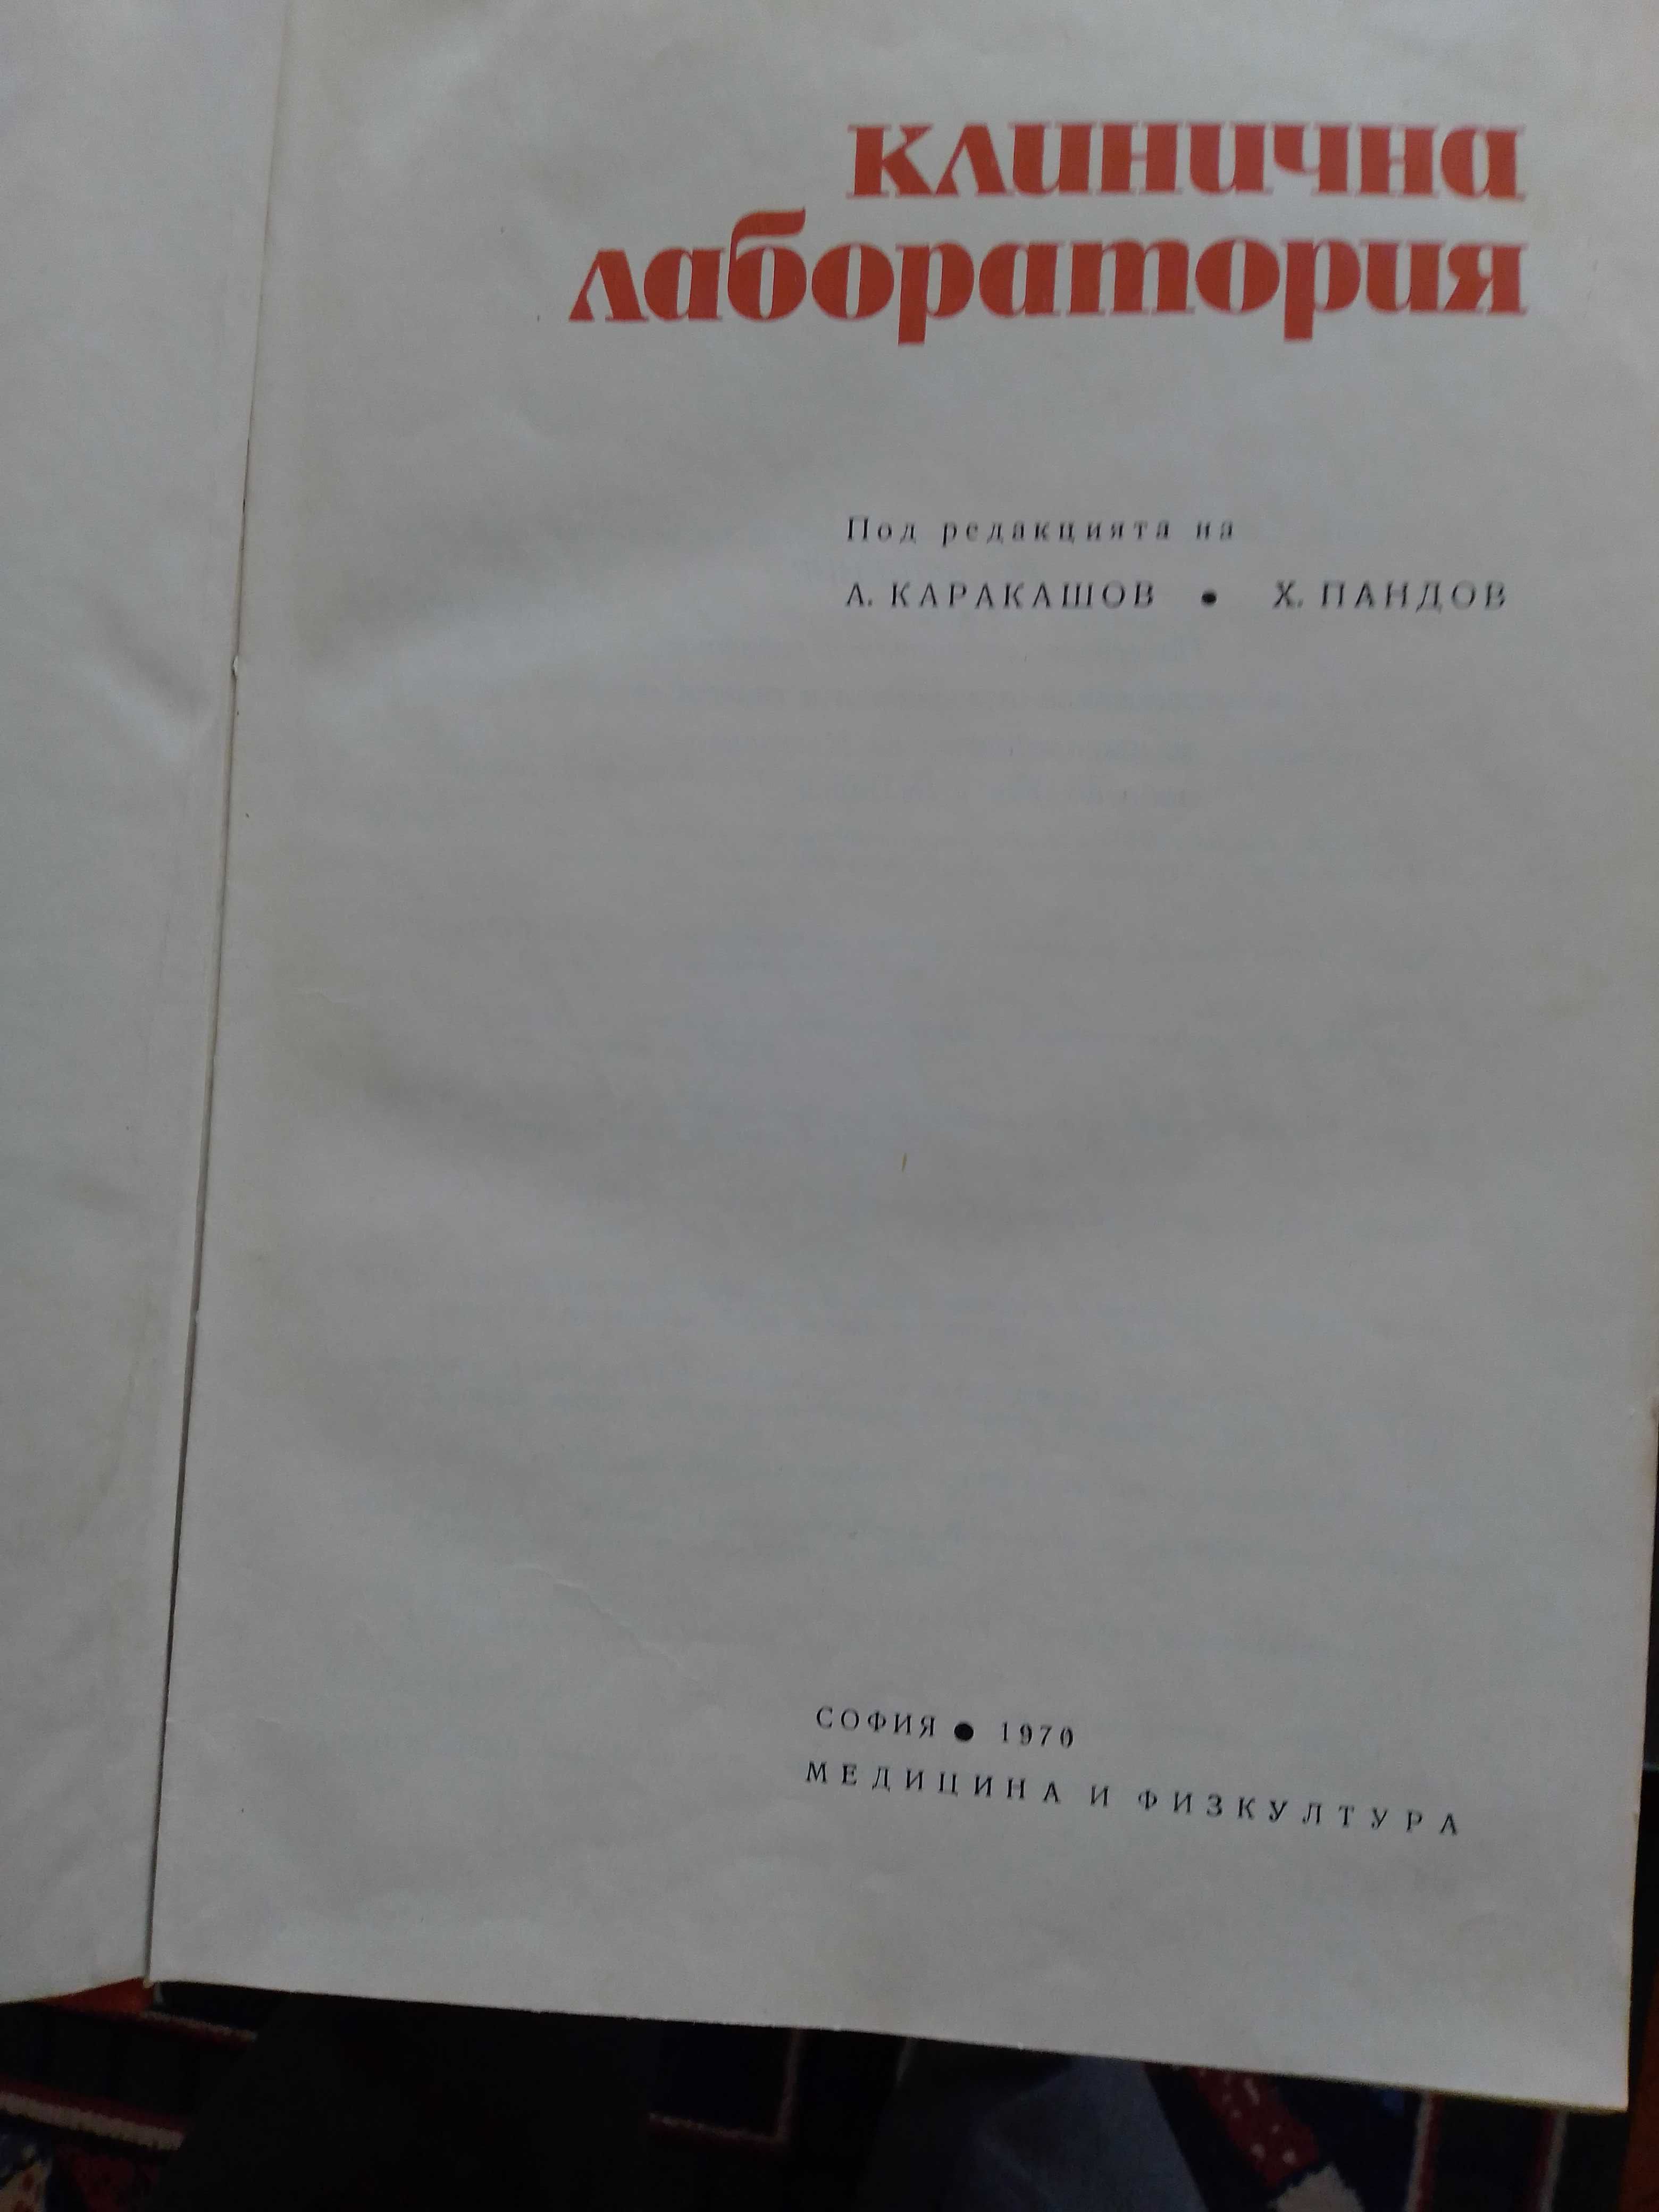 клинична
лаборатория
Под редакцията на
А. КАРАКАШОВ • Х. ПАНДОВ
СОФИЯ • 1970
МЕДИЦИНА И ФИЗКУЛТУРА